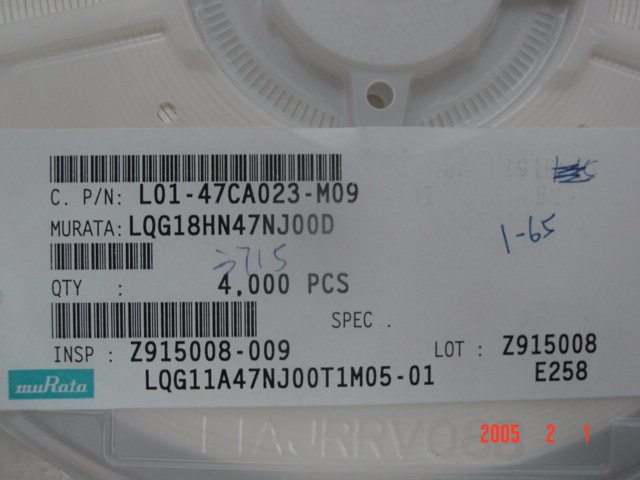 C. P/N: L01-47CA023-M09
MURATA: LQG18HN47NJ00D
1-65
3715
QTY : 4,000 PCS
SPEC .
INSP : Z915008-009 LOT : Z915008
muRata LQG11A47NJ00T1M05-01 E258
2005 2 1